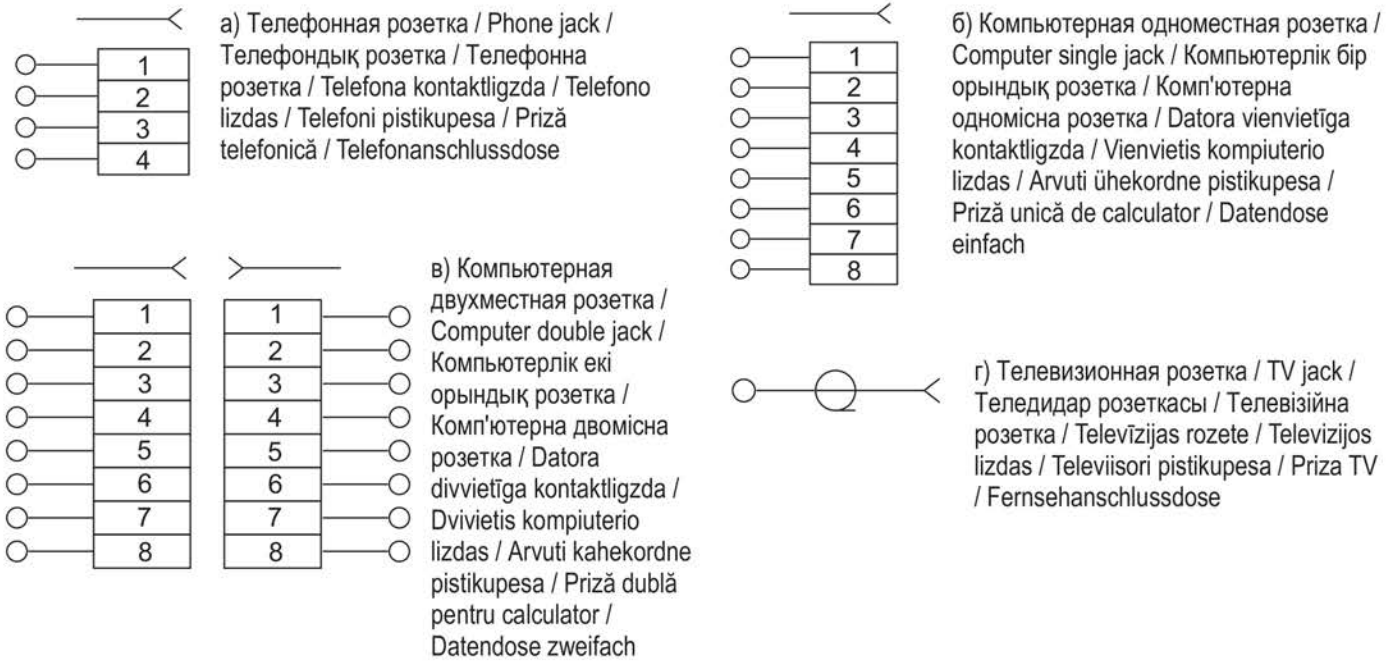 а) Телефонная розетка / Phone jack /
Телефондық розетка / Телефонна
розетка / Telefona kontaktligzda / Telefono
lizdas / Telefoni pistikupesa / Priză
telefonică / Telefonanschlussdose
1
2
3
4
б) Компьютерная одноместная розетка /
Computer single jack / Компьютерлік бір
орындық розетка / Комп'ютерна
одномісна розетка / Datora vienvietīga
kontaktligzda / Vienvietis kompiuterio
lizdas / Arvuti ühekordne pistikupesa /
Priză unică de calculator / Datendose
einfach
1
2
3
4
5
6
7
8
в) Компьютерная
двухместная розетка /
Computer double jack /
Компьютерлік екі
орындық розетка /
Комп'ютерна двомісна
розетка / Datora
divvietīga kontaktligzda /
Dvivietis kompiuterio
lizdas / Arvuti kahekordne
pistikupesa / Priză dublă
pentru calculator /
Datendose zweifach
1 1
2 2
3 3
4 4
5 5
6 6
7 7
8 8
г) Телевизионная розетка / TV jack /
Теледидар розеткасы / Телевізійна
розетка / Televīzijas rozete / Televizijos
lizdas / Televiisori pistikupesa / Priza TV
/ Fernsehanschlussdose